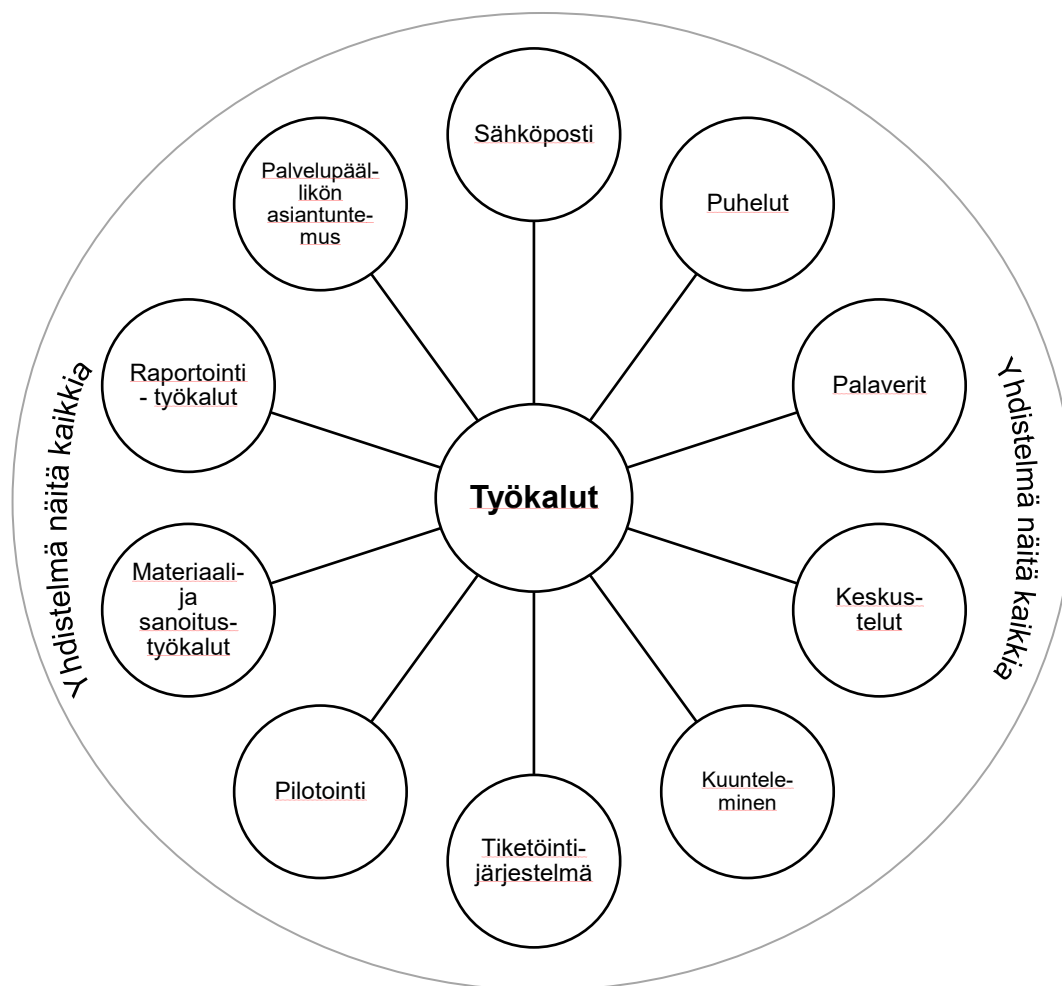 Sähköposti
Puhelut
Palaverit
Keskus-
telut
Kuuntele-
minen
Tiketöinti-
järjestelmä
Pilotointi
Materiaali-
ja
sanoitus-
työkalut
Raportointi
- työkalut
Palvelupääl-
likön
asiantunte-
mus
Työkalut
Yhdistelmä näitä kaikkia
Yhdistelmä näitä kaikkia